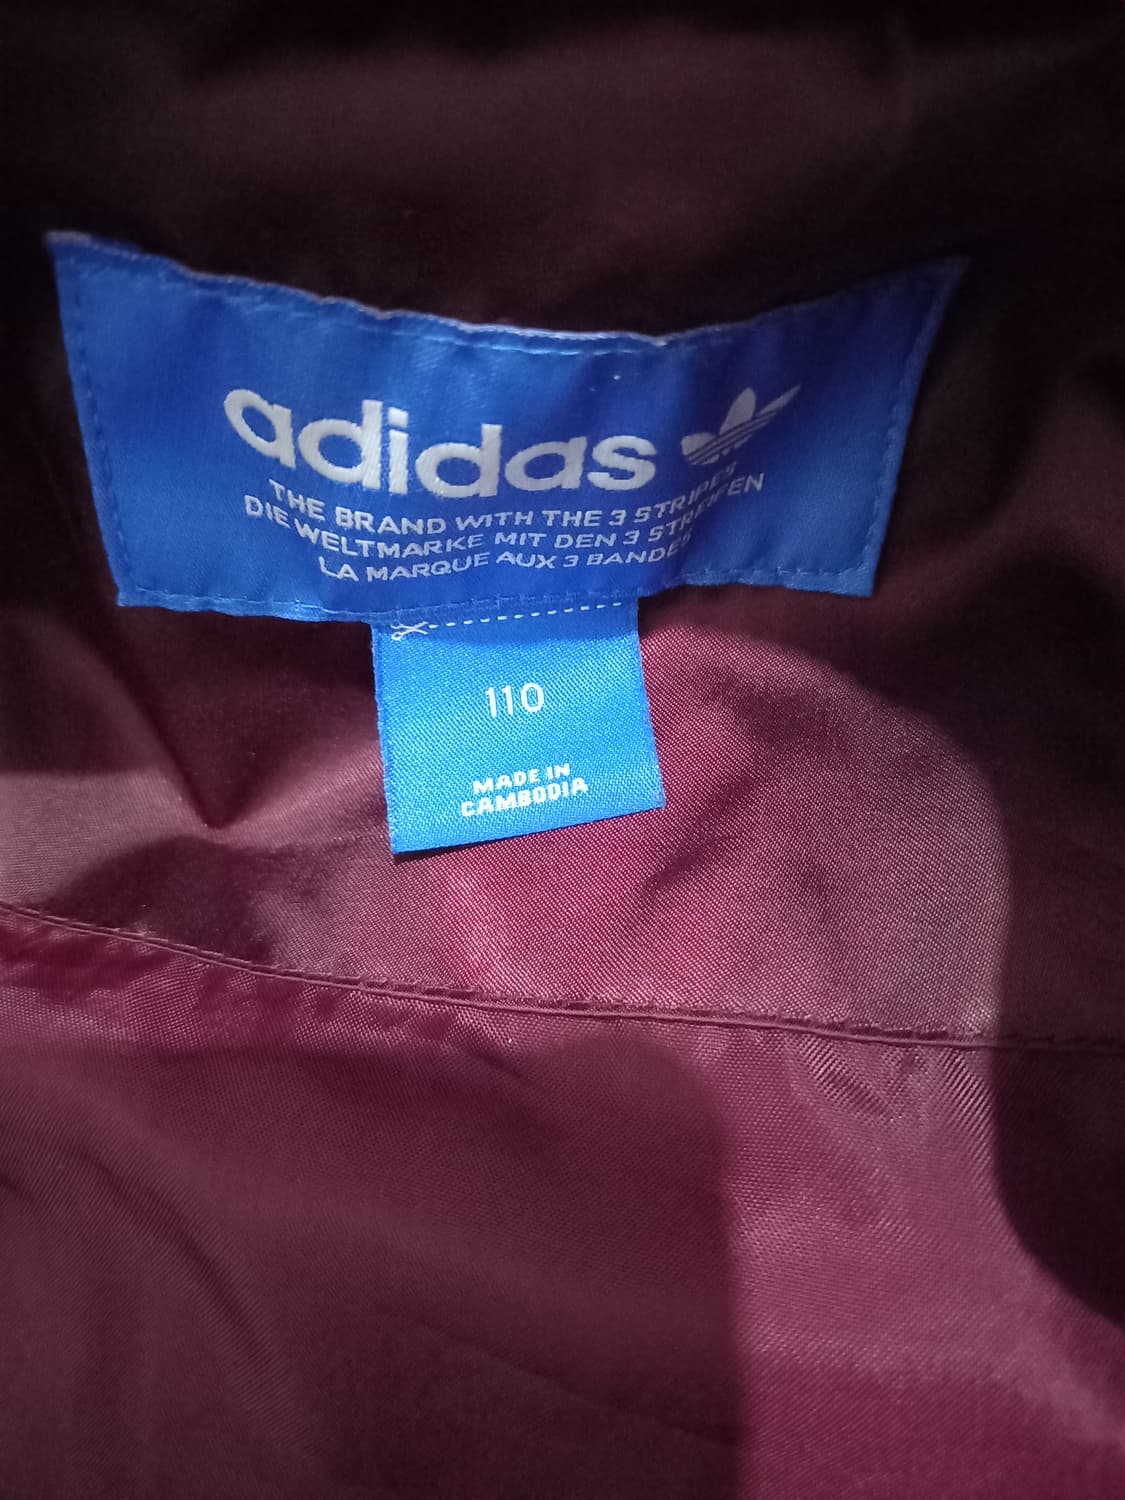 adidas
THE BRAND WITH THE 3 STRIPES
DIE WELTMARKE MIT DEN 3 STREIFEN
LA MARQUE AUX 3 BANDES
110
MADE IN
CAMBODIA